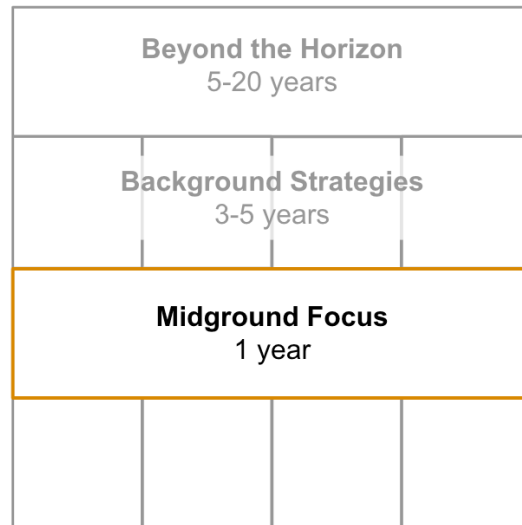 Beyond the Horizon
5-20 years
Background Strategies
3-5 years
Midground Focus
1 year